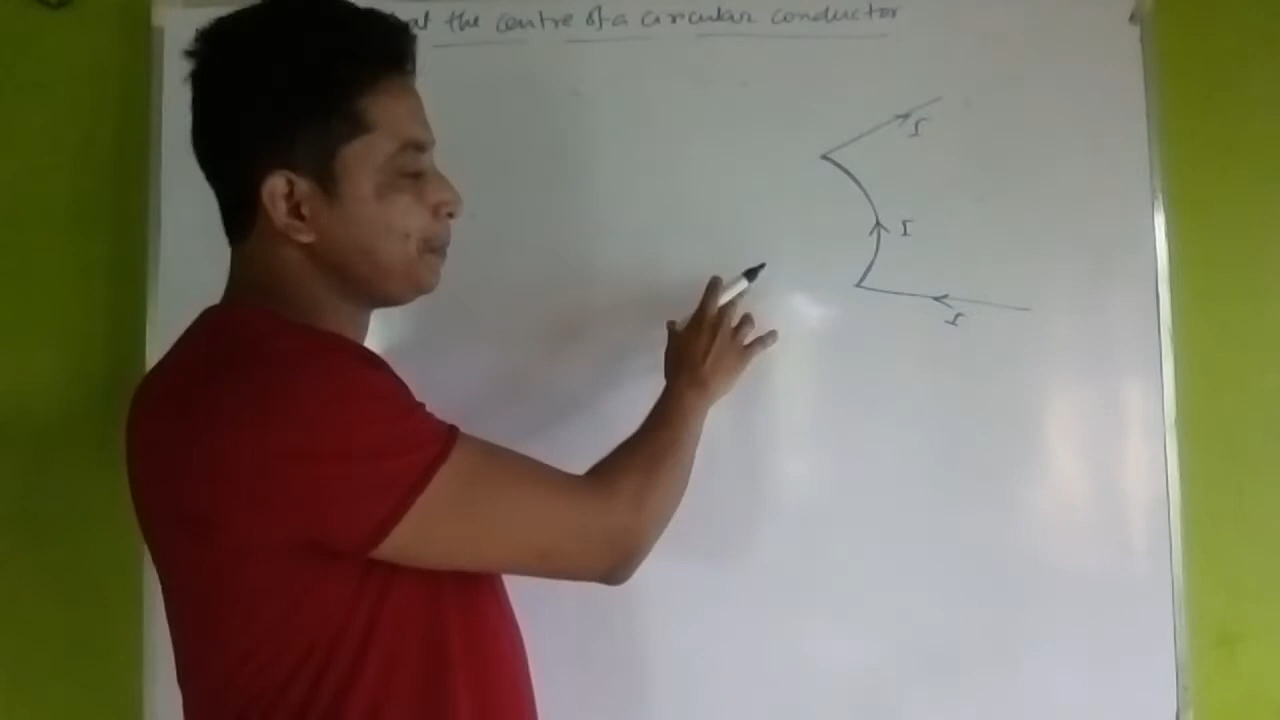 at the centre of a circular conductor
I
I
I